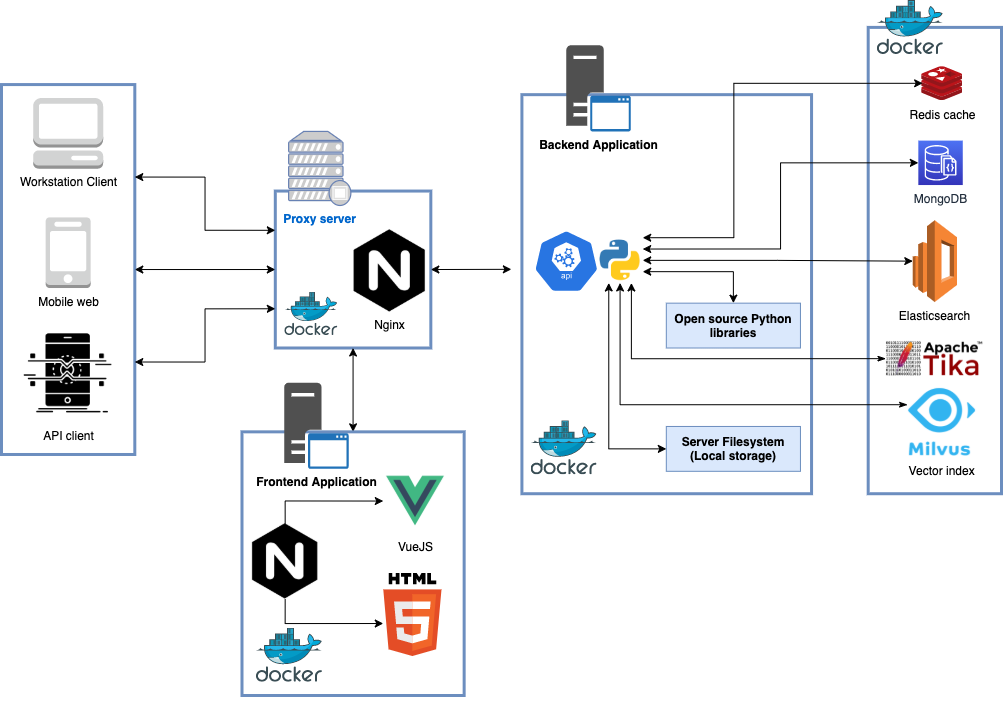 Workstation Client
Mobile web
API client
Proxy server
N
Nginx
docker
Frontend Application
N
VueJS
HTML
5
docker
Backend Application
api
Open source Python
libraries
Server Filesystem
(Local storage)
docker
docker
Redis cache
MongoDB
Elasticsearch
Apache™
Tika
Milvus
Vector index